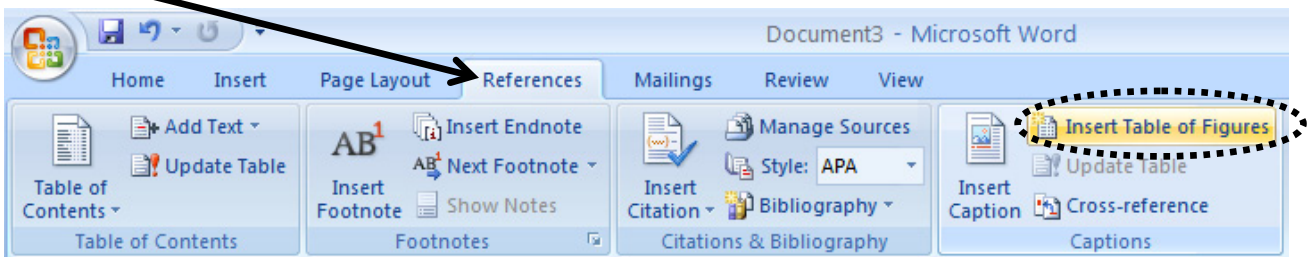 Document3 - Microsoft Word
Home Insert Page Layout References Mailings Review View
Table of Contents
Add Text
Update Table
Table of Contents
AB1
Insert Footnote
Insert Endnote
AB1 Next Footnote
Show Notes
Footnotes
Insert Citation
Manage Sources
Style: APA
Bibliography
Citations & Bibliography
Insert Caption
Insert Table of Figures
Update Table
Cross-reference
Captions